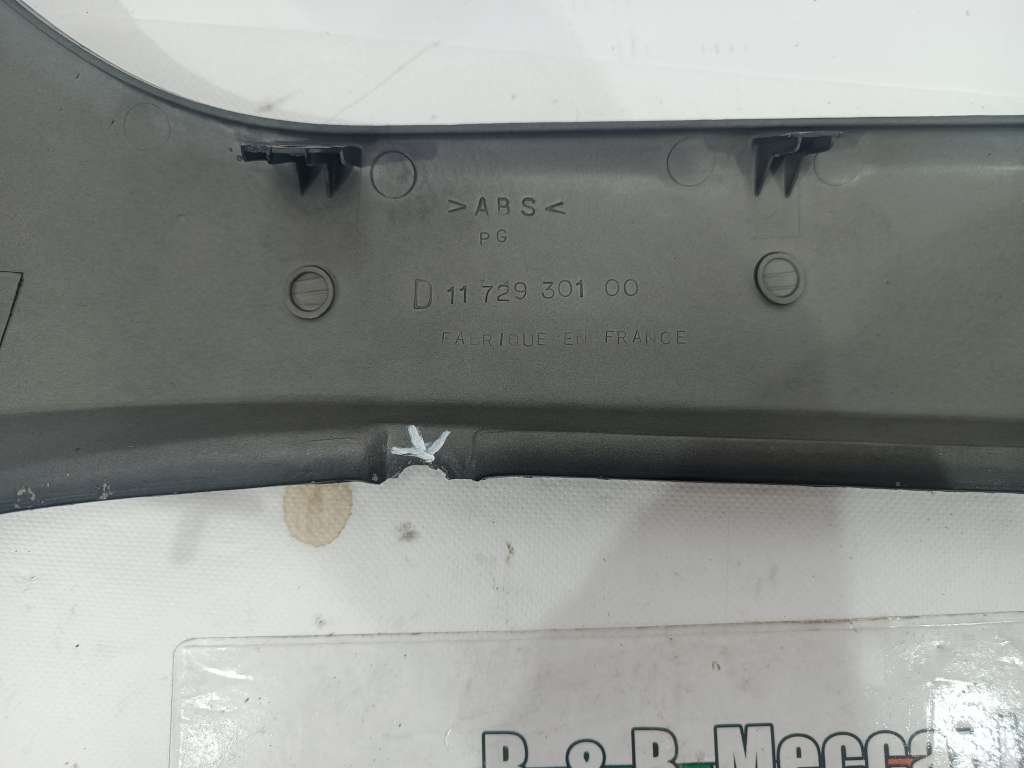 >ABS<
PG
D 11 729 301 00
FABRIQUE EN FRANCE
B & B